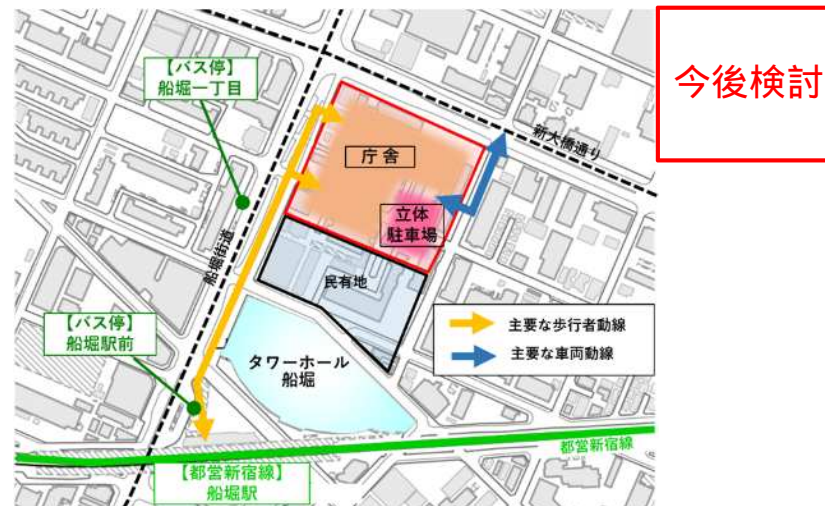 今後検討
【バス停】
船堀一丁目
新大橋通り
庁舎
立体
駐車場
船堀街道
民有地
【バス停】
船堀駅前
主要な歩行者動線
主要な車両動線
タワーホール
船堀
都営新宿線
【都営新宿線】
船堀駅